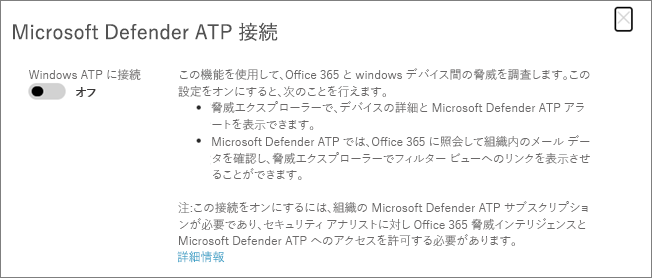 Microsoft Defender ATP 接続
Windows ATP に接続
オフ
この機能を使用して、Office 365 と windows デバイス間の脅威を調査します。この
設定をオンにすると、次のことを行えます。
• 脅威エクスプローラーで、デバイスの詳細と Microsoft Defender ATP アラ
ートを表示できます。
• Microsoft Defender ATP では、Office 365 に照会して組織内のメール デー
タを確認し、脅威エクスプローラーでフィルター ビューへのリンクを表示させ
ることができます。
注:この接続をオンにするには、組織の Microsoft Defender ATP サブスクリプショ
ンが必要であり、セキュリティ アナリストに対し Office 365 脅威インテリジェンスと
Microsoft Defender ATP へのアクセスを許可する必要があります。
詳細情報